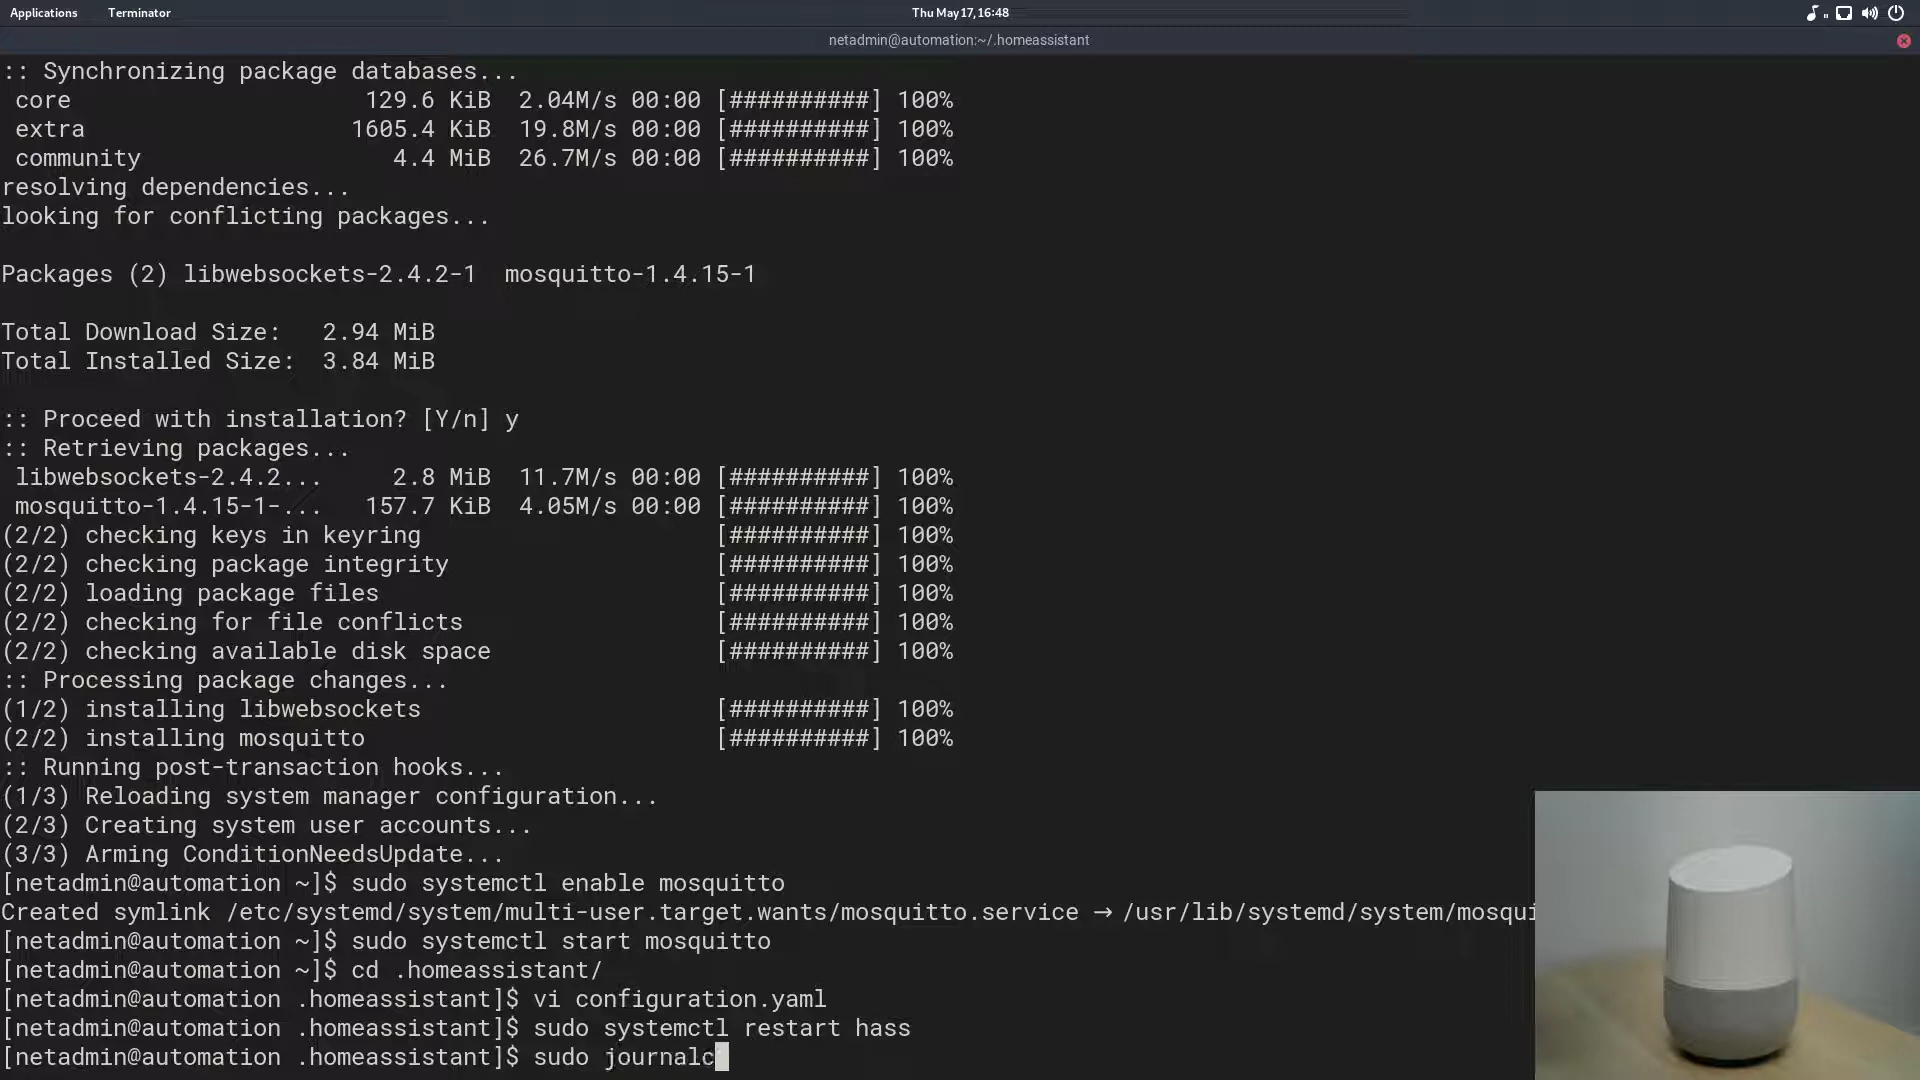 Applications Terminator Thu May 17, 16:48
netadmin@automation:~/.homeassistant
:: Synchronizing package databases...
core 129.6 KiB 2.04M/s 00:00 [##########] 100%
extra 1605.4 KiB 19.8M/s 00:00 [##########] 100%
community 4.4 MiB 26.7M/s 00:00 [##########] 100%
resolving dependencies...
looking for conflicting packages...
Packages (2) libwebsockets-2.4.2-1 mosquitto-1.4.15-1
Total Download Size: 2.94 MiB
Total Installed Size: 3.84 MiB
:: Proceed with installation? [Y/n] y
:: Retrieving packages...
libwebsockets-2.4.2... 2.8 MiB 11.7M/s 00:00 [##########] 100%
mosquitto-1.4.15-1-... 157.7 KiB 4.05M/s 00:00 [##########] 100%
(2/2) checking keys in keyring [##########] 100%
(2/2) checking package integrity [##########] 100%
(2/2) loading package files [##########] 100%
(2/2) checking for file conflicts [##########] 100%
(2/2) checking available disk space [##########] 100%
:: Processing package changes...
(1/2) installing libwebsockets [##########] 100%
(2/2) installing mosquitto [##########] 100%
:: Running post-transaction hooks...
(1/3) Reloading system manager configuration...
(2/3) Creating system user accounts...
(3/3) Arming ConditionNeedsUpdate...
[netadmin@automation ~]$ sudo systemctl enable mosquitto
Created symlink /etc/systemd/system/multi-user.target.wants/mosquitto.service → /usr/lib/systemd/system/mosqui
[netadmin@automation ~]$ sudo systemctl start mosquitto
[netadmin@automation ~]$ cd .homeassistant/
[netadmin@automation .homeassistant]$ vi configuration.yaml
[netadmin@automation .homeassistant]$ sudo systemctl restart hass
[netadmin@automation .homeassistant]$ sudo journalc